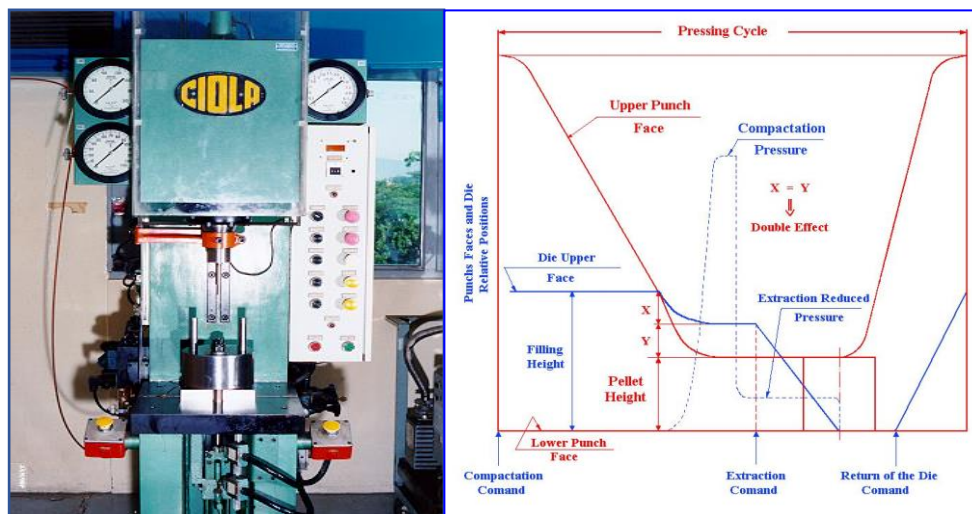 CIOLA
Pressing Cycle
Upper Punch
Face
Compactation
Pressure
X = Y
Double Effect
Punchs Faces and Die
Relative Positions
Die Upper
Face
Extraction Reduced
Pressure
X
Y
Filling
Height
Pellet
Height
Lower Punch
Face
Compactation
Comand
Extraction
Comand
Return of the Die
Comand